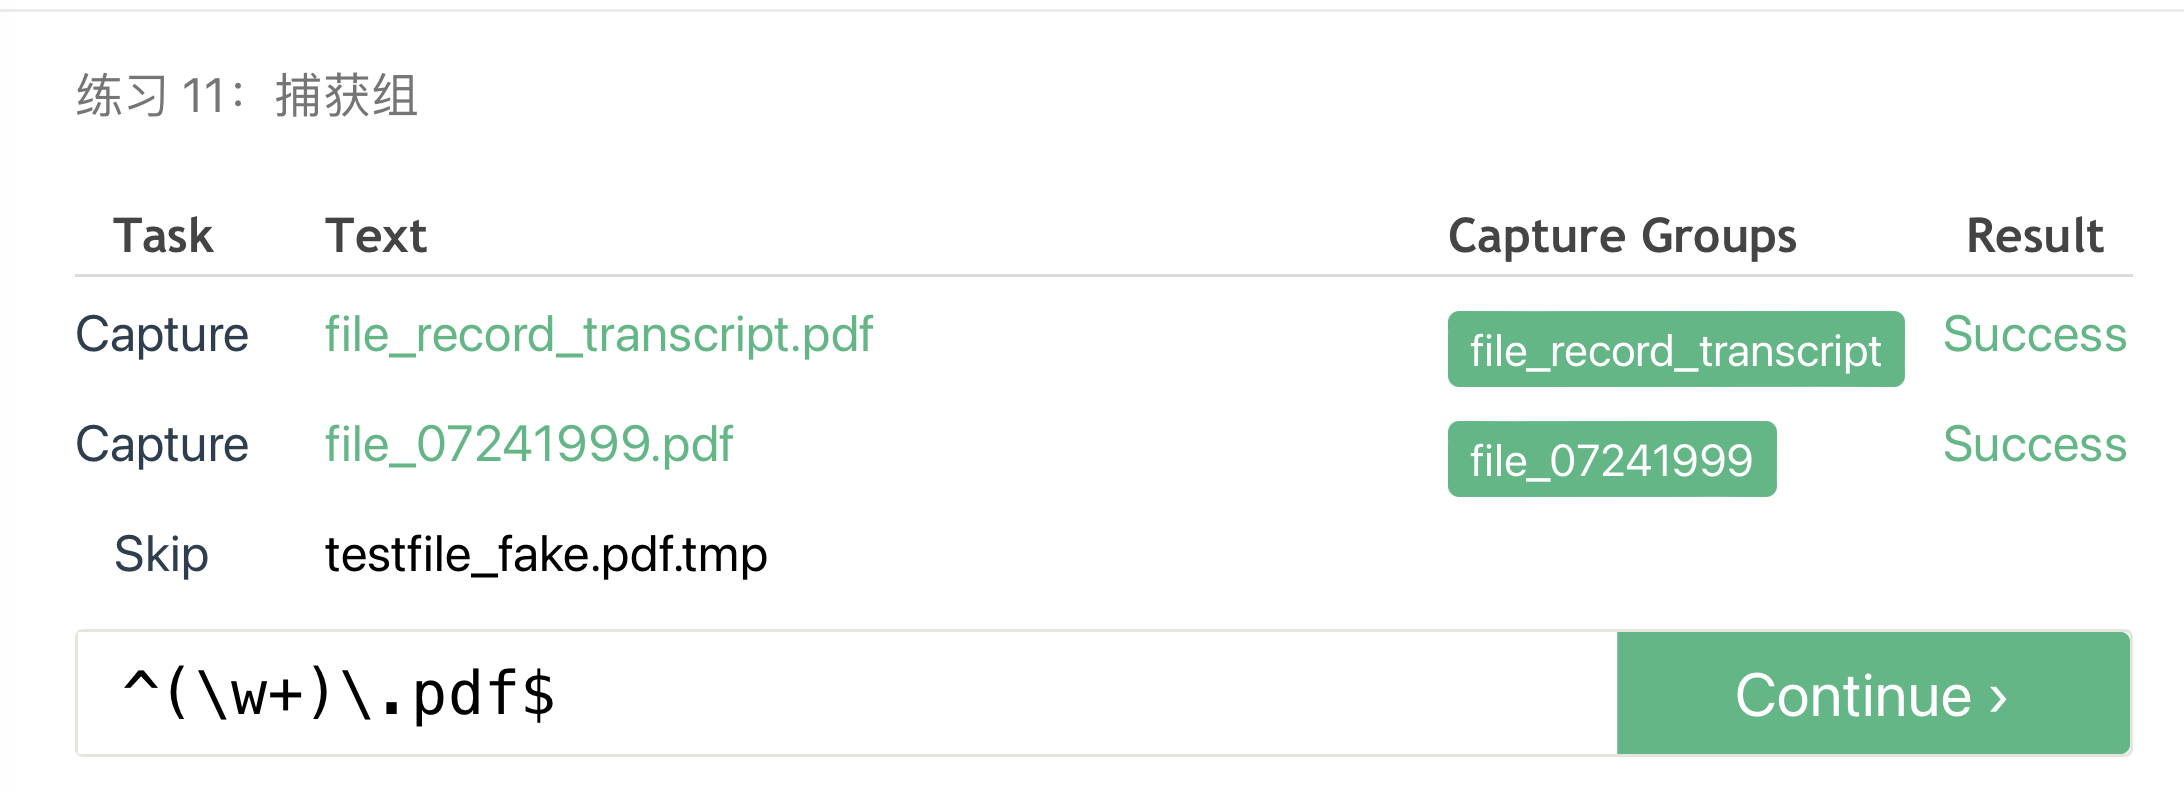 练习 11：捕获组
Task Text Capture Groups Result
Capture file_record_transcript.pdf file_record_transcript Success
Capture file_07241999.pdf file_07241999 Success
Skip testfile_fake.pdf.tmp
^(\w+)\.pdf$ Continue ›